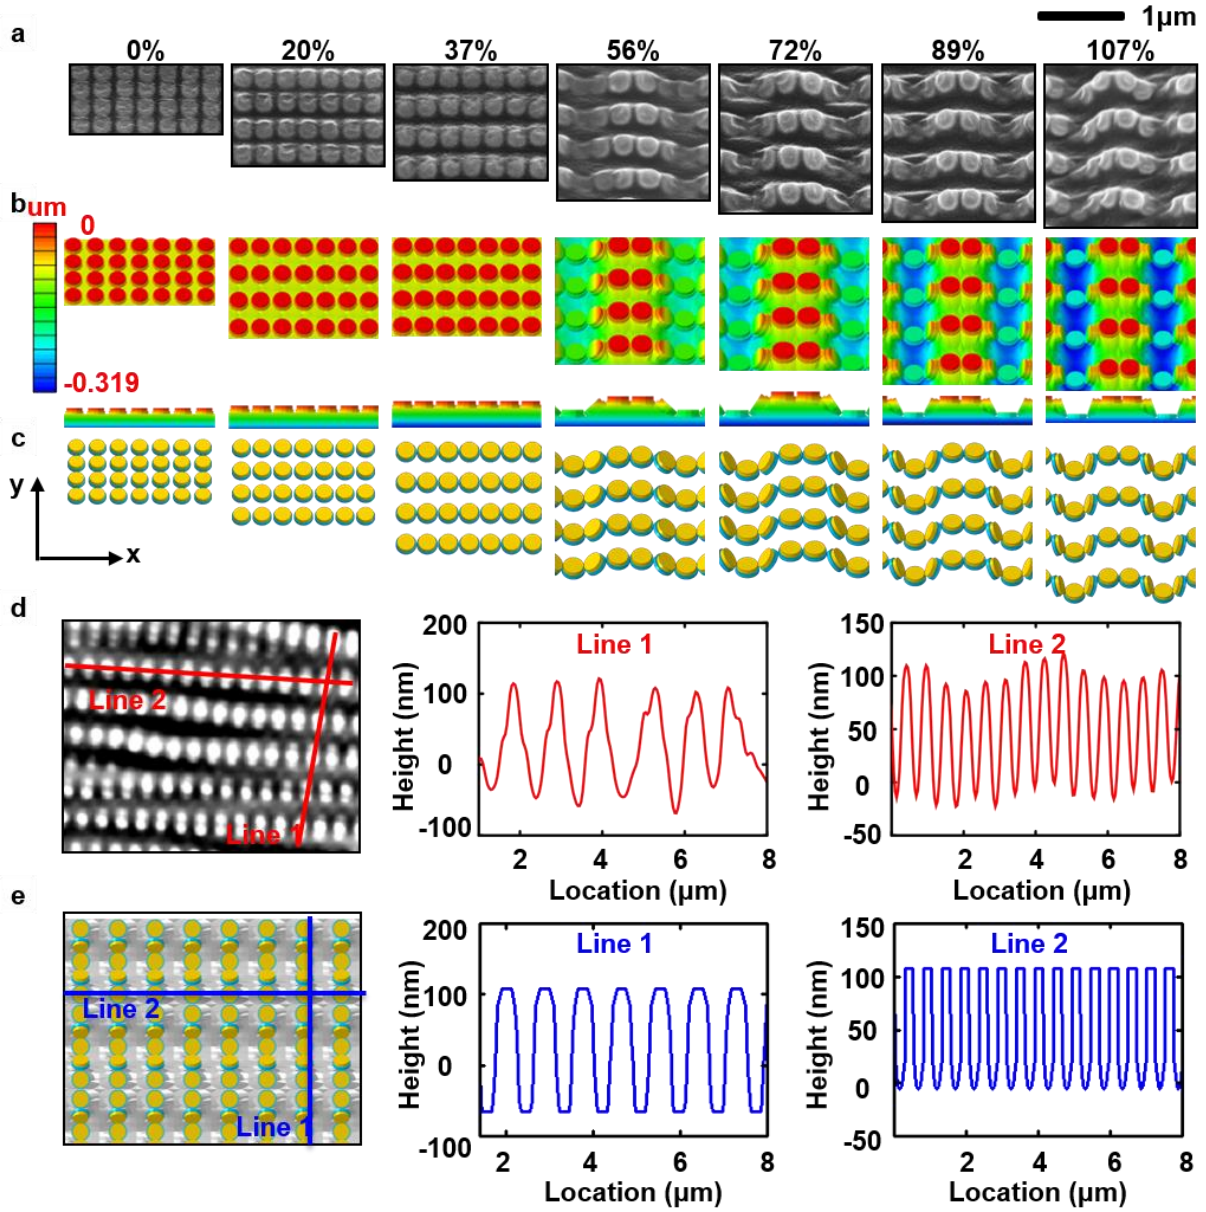 1μm
a
0% 20% 37% 56% 72% 89% 107%
b
um
0
-0.319
c
y
x
d
Line 2
Line 1
200
100
0
-100
Height (nm)
Line 1
2 4 6 8
Location (μm)
150
100
50
0
-50
Height (nm)
Line 2
2 4 6 8
Location (μm)
e
Line 2
Line 1
200
100
0
-100
Height (nm)
Line 1
2 4 6 8
Location (μm)
150
100
50
0
-50
Height (nm)
Line 2
2 4 6 8
Location (μm)